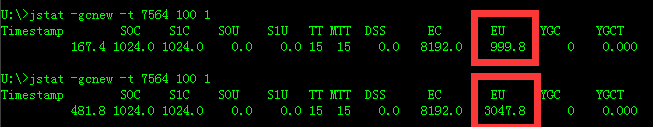 U:\>jstat -gcnew -t 7564 100 1
Timestamp S0C S1C S0U S1U TT MTT DSS EC EU YGC YGCT
167.4 1024.0 1024.0 0.0 0.0 15 15 0.0 8192.0 999.8 0 0.000
U:\>jstat -gcnew -t 7564 100 1
Timestamp S0C S1C S0U S1U TT MTT DSS EC EU YGC YGCT
481.8 1024.0 1024.0 0.0 0.0 15 15 0.0 8192.0 3047.8 0 0.000